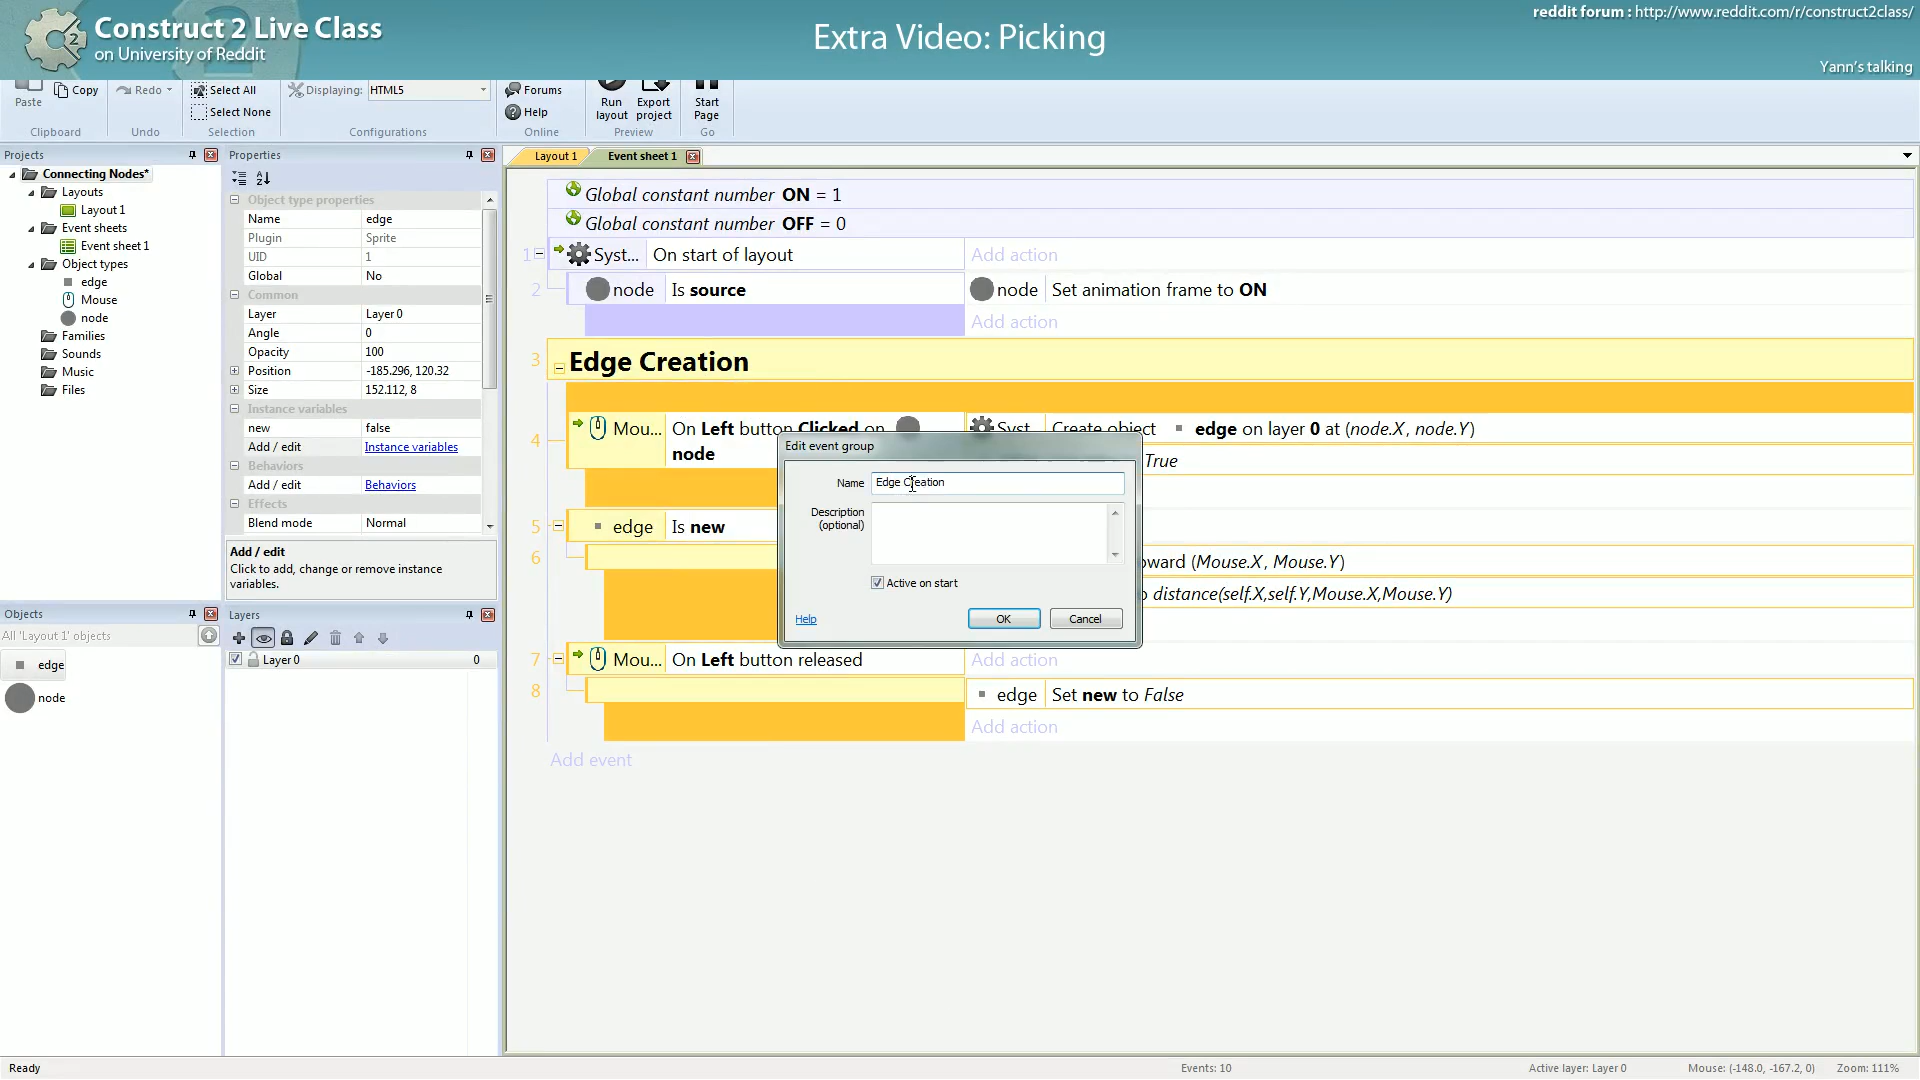 Construct 2 Live Class
on University of Reddit
Extra Video: Picking
reddit forum : http://www.reddit.com/r/construct2class/
Yann's talking
Paste
Copy
Clipboard
Redo
Undo
Select All
Select None
Selection
Displaying: HTML5
Configurations
Forums
Help
Online
Run layout
Export project
Preview
Start Page
Go
Projects
Connecting Nodes*
Layouts
Layout 1
Event sheets
Event sheet 1
Object types
edge
Mouse
node
Families
Sounds
Music
Files
Properties
Object type properties
Name edge
Plugin Sprite
UID 1
Global No
Common
Layer Layer 0
Angle 0
Opacity 100
Position -185.296, 120.32
Size 152.112, 8
Instance variables
new false
Add / edit Instance variables
Behaviors
Add / edit Behaviors
Effects
Blend mode Normal
Add / edit
Click to add, change or remove instance
variables.
Objects
All 'Layout 1' objects
edge
node
Layers
Layer 0 0
Layout 1
Event sheet 1
Global constant number ON = 1
Global constant number OFF = 0
1 Syst... On start of layout Add action
2 node Is source node Set animation frame to ON
Add action
3 Edge Creation
4 Mou... On Left button Clicked on
node
Syst Create object edge on layer 0 at (node.X, node.Y)
True
5 edge Is new
6
ward (Mouse.X, Mouse.Y)
distance(self.X,self.Y,Mouse.X,Mouse.Y)
7 Mou... On Left button released Add action
8 edge Set new to False
Add action
Add event
Edit event group
Name Edge Creation
Description
(optional)
Active on start
Help
OK
Cancel
Ready
Events: 10
Active layer: Layer 0
Mouse: (-148.0, -167.2, 0)
Zoom: 111%